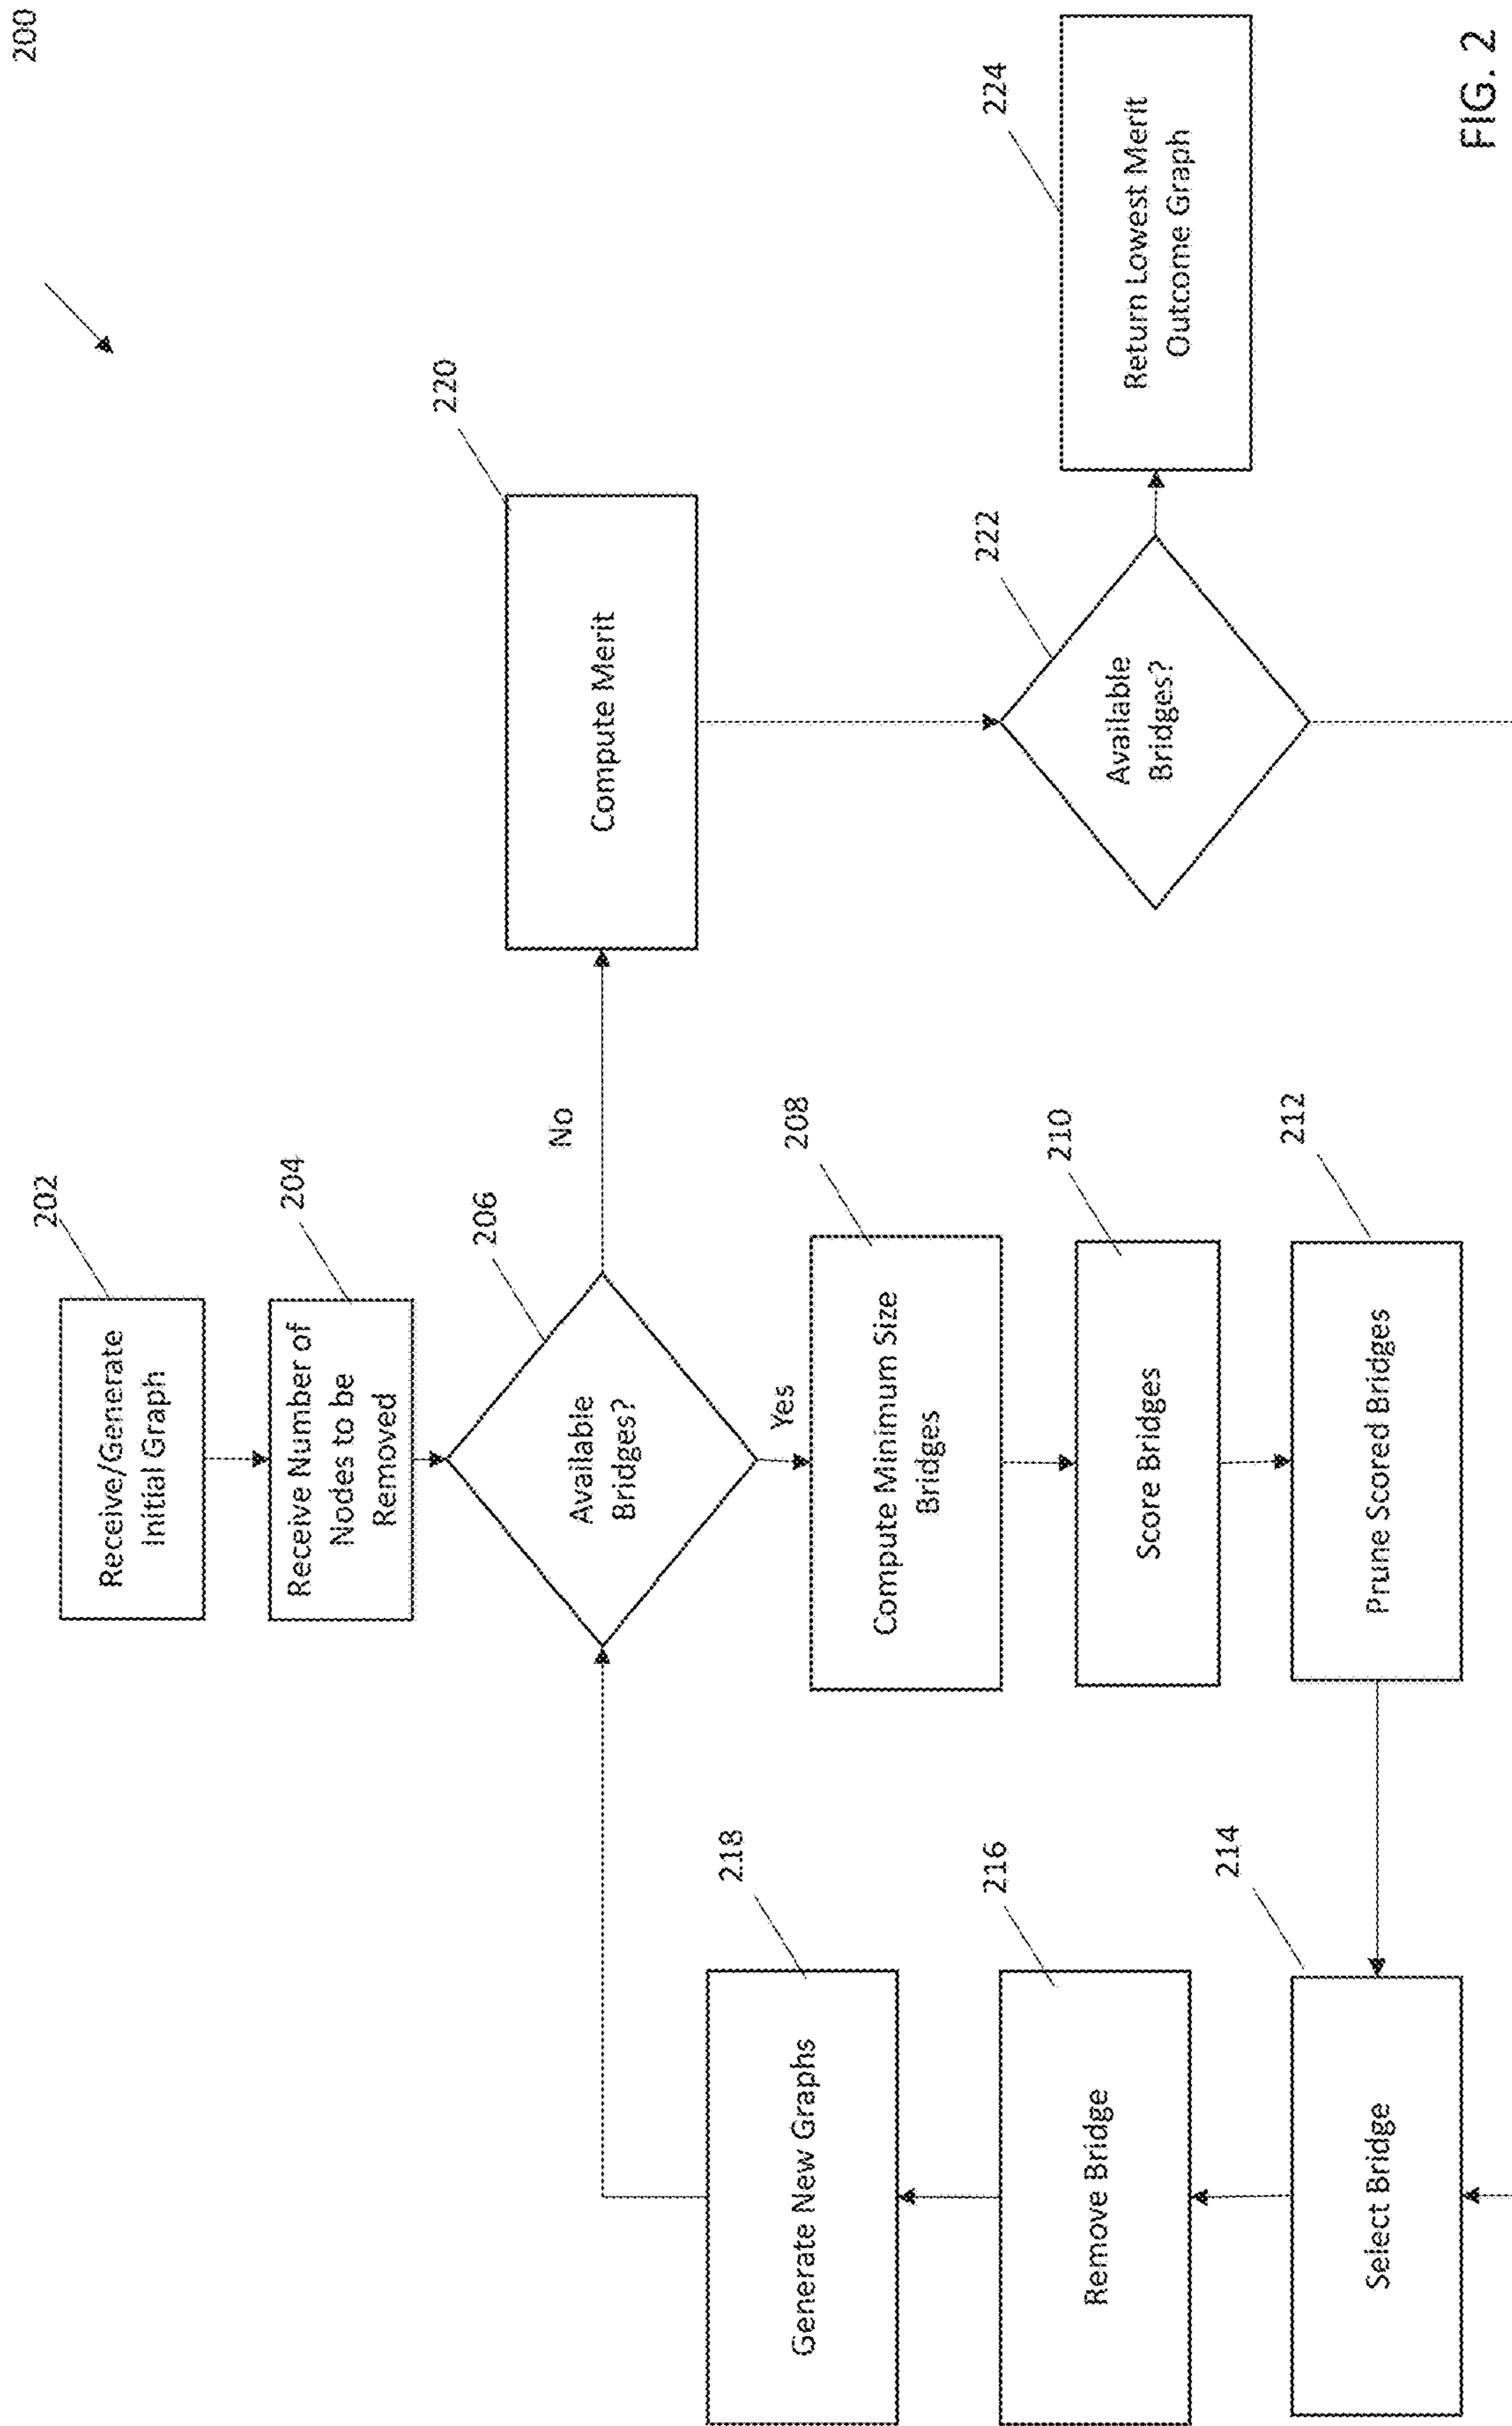 200
202
Receive/Generate
Initial Graph
204
Receive Number of
Nodes to be
Removed
206
Available
Bridges?
No
Yes
220
Compute Merit
208
Compute Minimum Size
Bridges
210
Score Bridges
212
Prune Scored Bridges
214
Select Bridge
216
Remove Bridge
218
Generate New Graphs
222
Available
Bridges?
224
Return Lowest Merit
Outcome Graph
FIG. 2